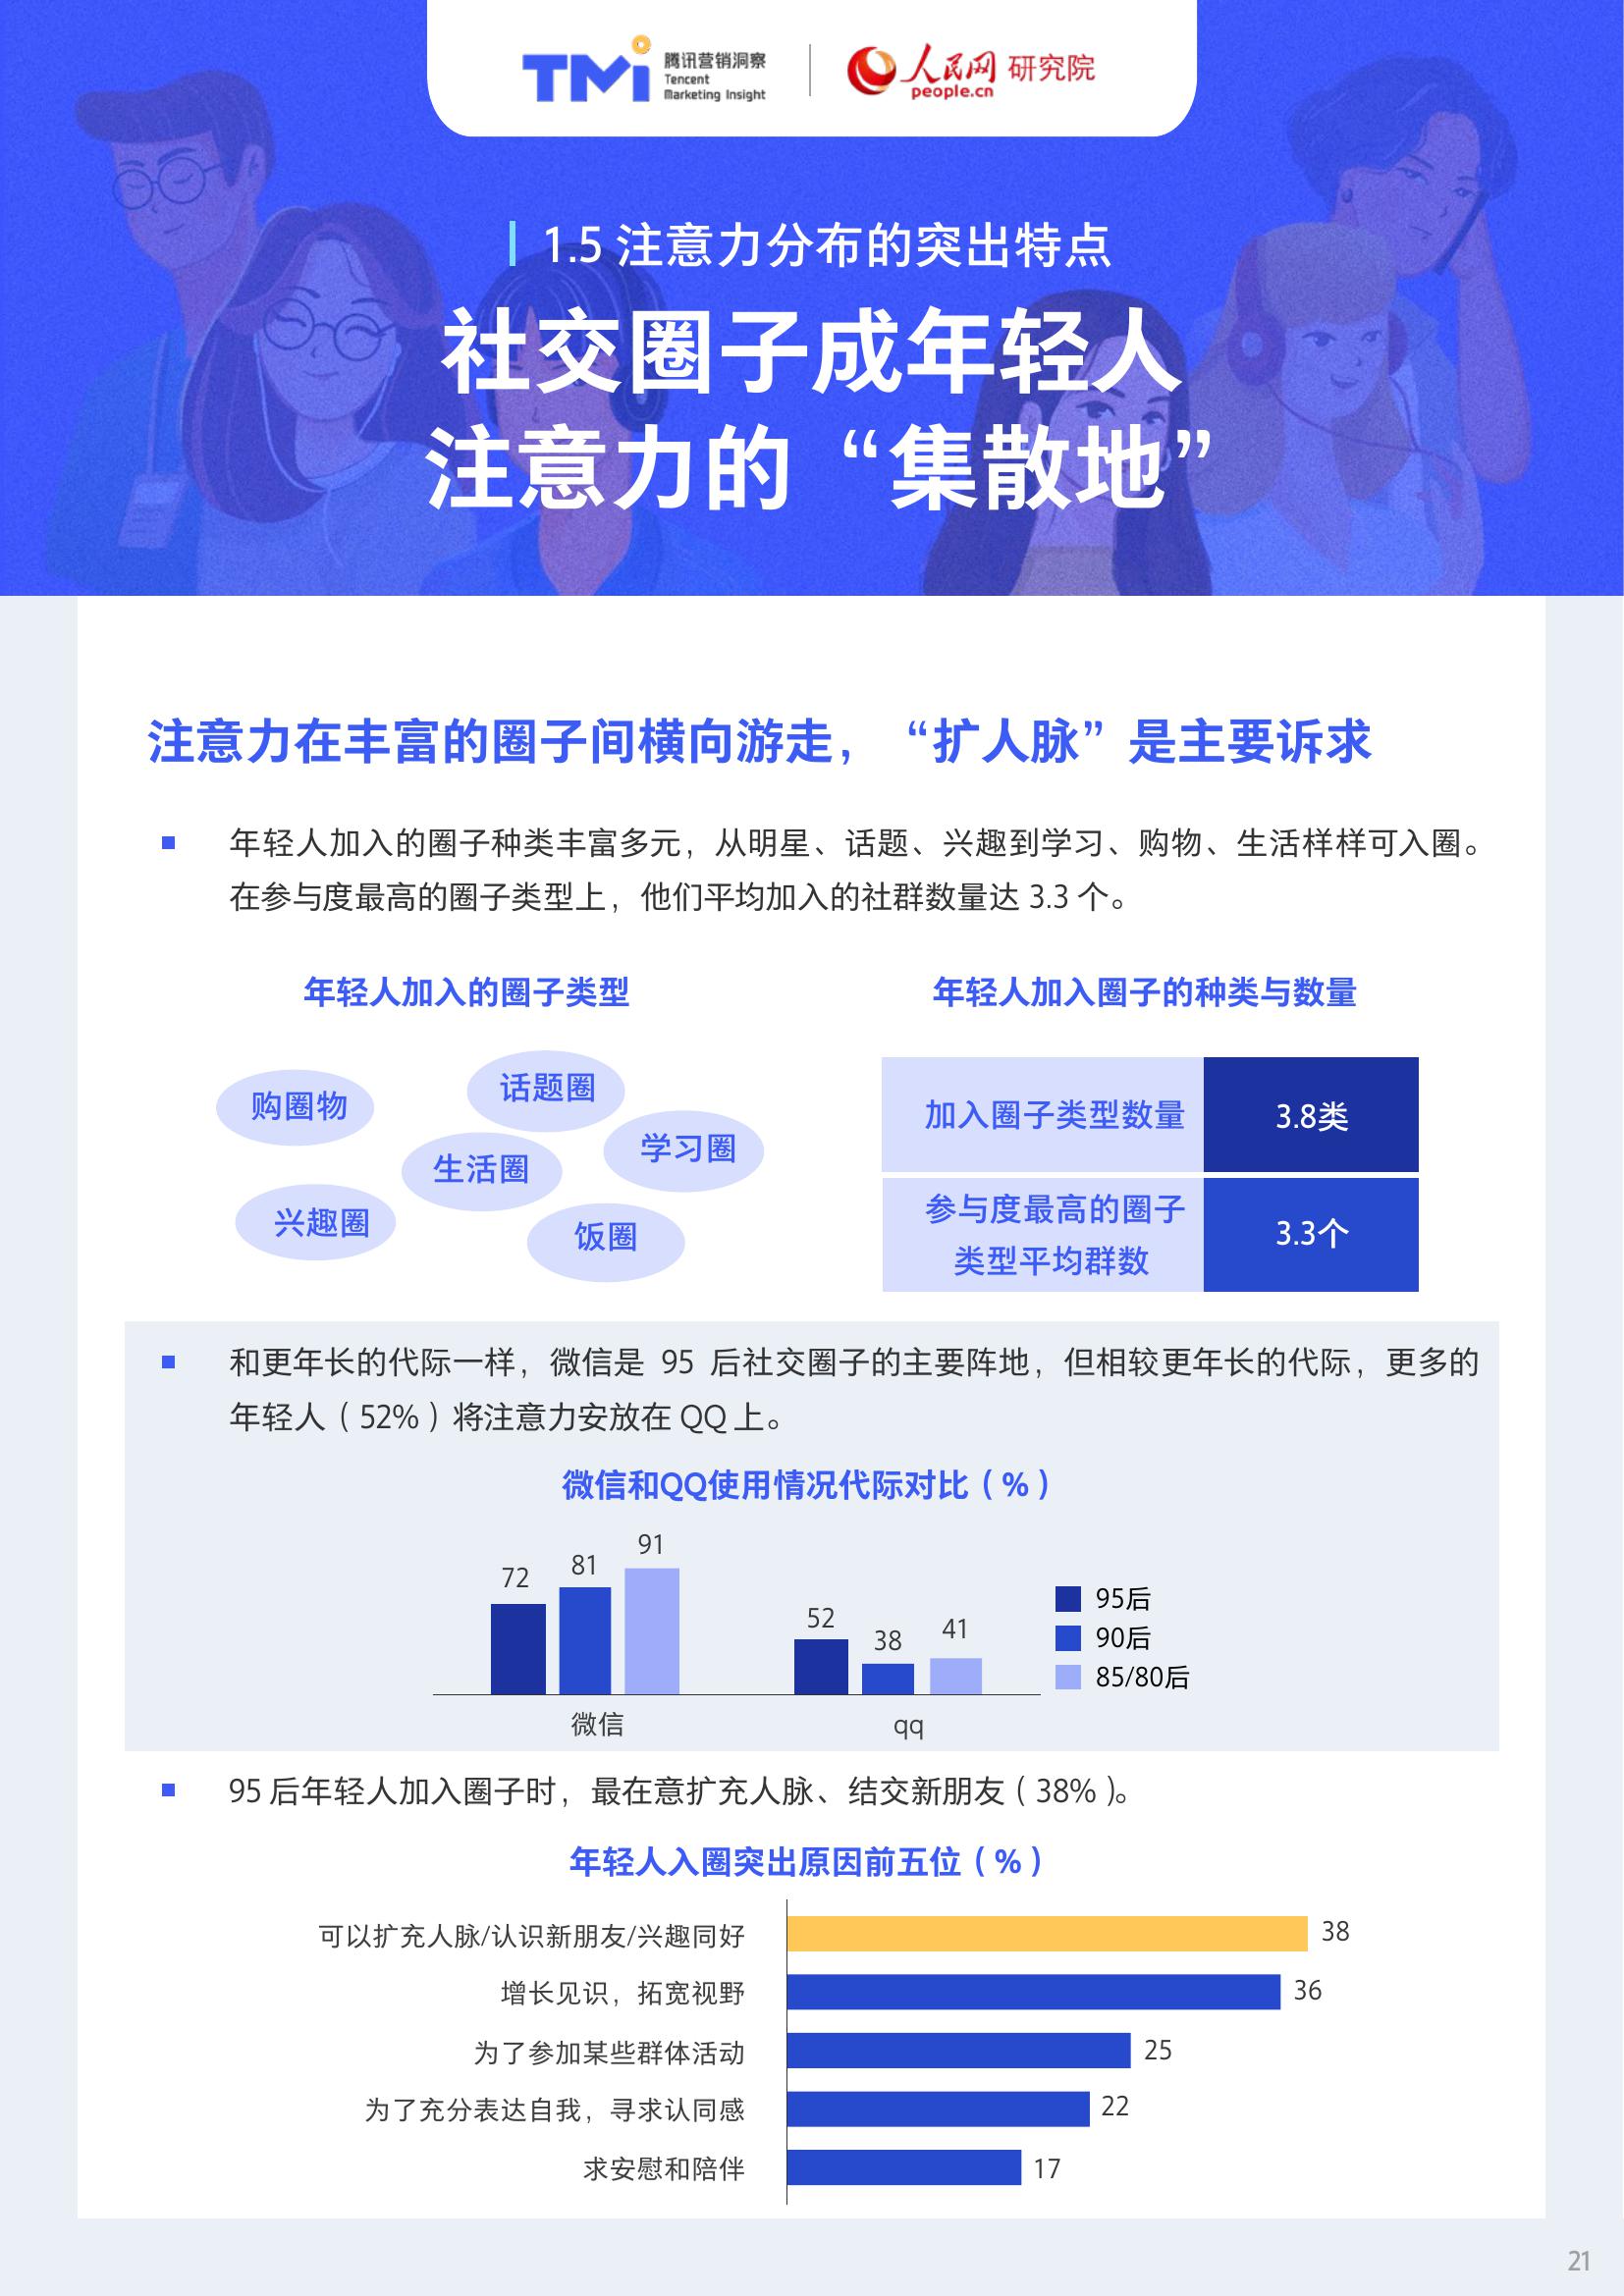 TMi 腾讯营销洞察
Tencent
Marketing Insight
人民网 研究院
people.cn
1.5 注意力分布的突出特点
社交圈子成年轻人
注意力的“集散地”
注意力在丰富的圈子间横向游走，“扩人脉”是主要诉求
年轻人加入的圈子种类丰富多元，从明星、话题、兴趣到学习、购物、生活样样可入圈。
在参与度最高的圈子类型上，他们平均加入的社群数量达 3.3 个。
年轻人加入的圈子类型
购圈物
话题圈
学习圈
生活圈
兴趣圈
饭圈
年轻人加入圈子的种类与数量
加入圈子类型数量 3.8类
参与度最高的圈子
类型平均群数
3.3个
和更年长的代际一样，微信是 95 后社交圈子的主要阵地，但相较更年长的代际，更多的
年轻人（52%）将注意力安放在 QQ 上。
微信和QQ使用情况代际对比（%）
72 81 91
52 38 41
95后
90后
85/80后
微信 qq
95 后年轻人加入圈子时，最在意扩充人脉、结交新朋友（38%）。
年轻人入圈突出原因前五位（%）
可以扩充人脉/认识新朋友/兴趣同好 38
增长见识，拓宽视野 36
为了参加某些群体活动 25
为了充分表达自我，寻求认同感 22
求安慰和陪伴 17
21